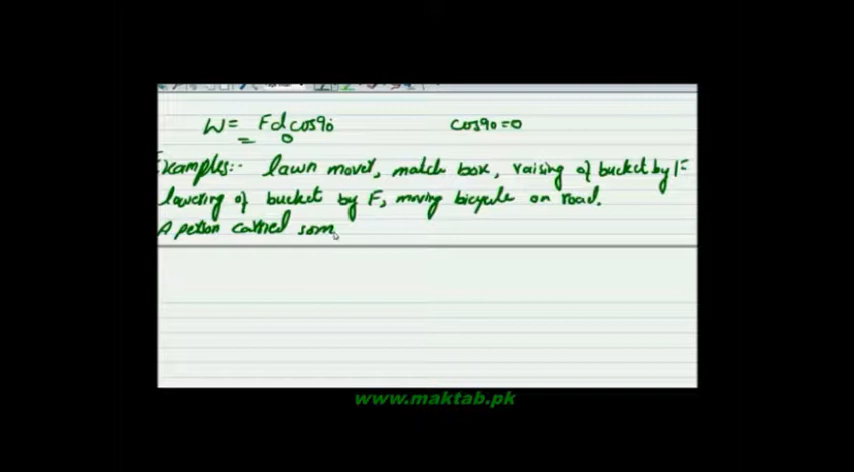 W = Fd cos90 cos90 = 0
0
Examples:- lawn mover, match box, raising of bucket by F
lowering of bucket by F, moving bicycle on road.
A person carried som
www.maktab.pk